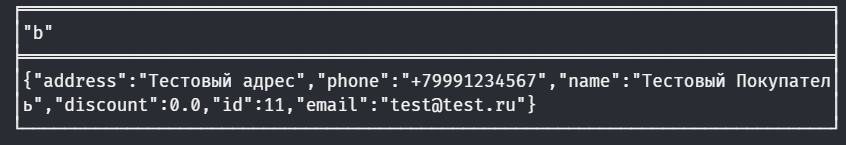 "b"
{"address":"Тестовый адрес","phone":"+79991234567","name":"Тестовый Покупател
ь","discount":0.0,"id":11,"email":"test@test.ru"}